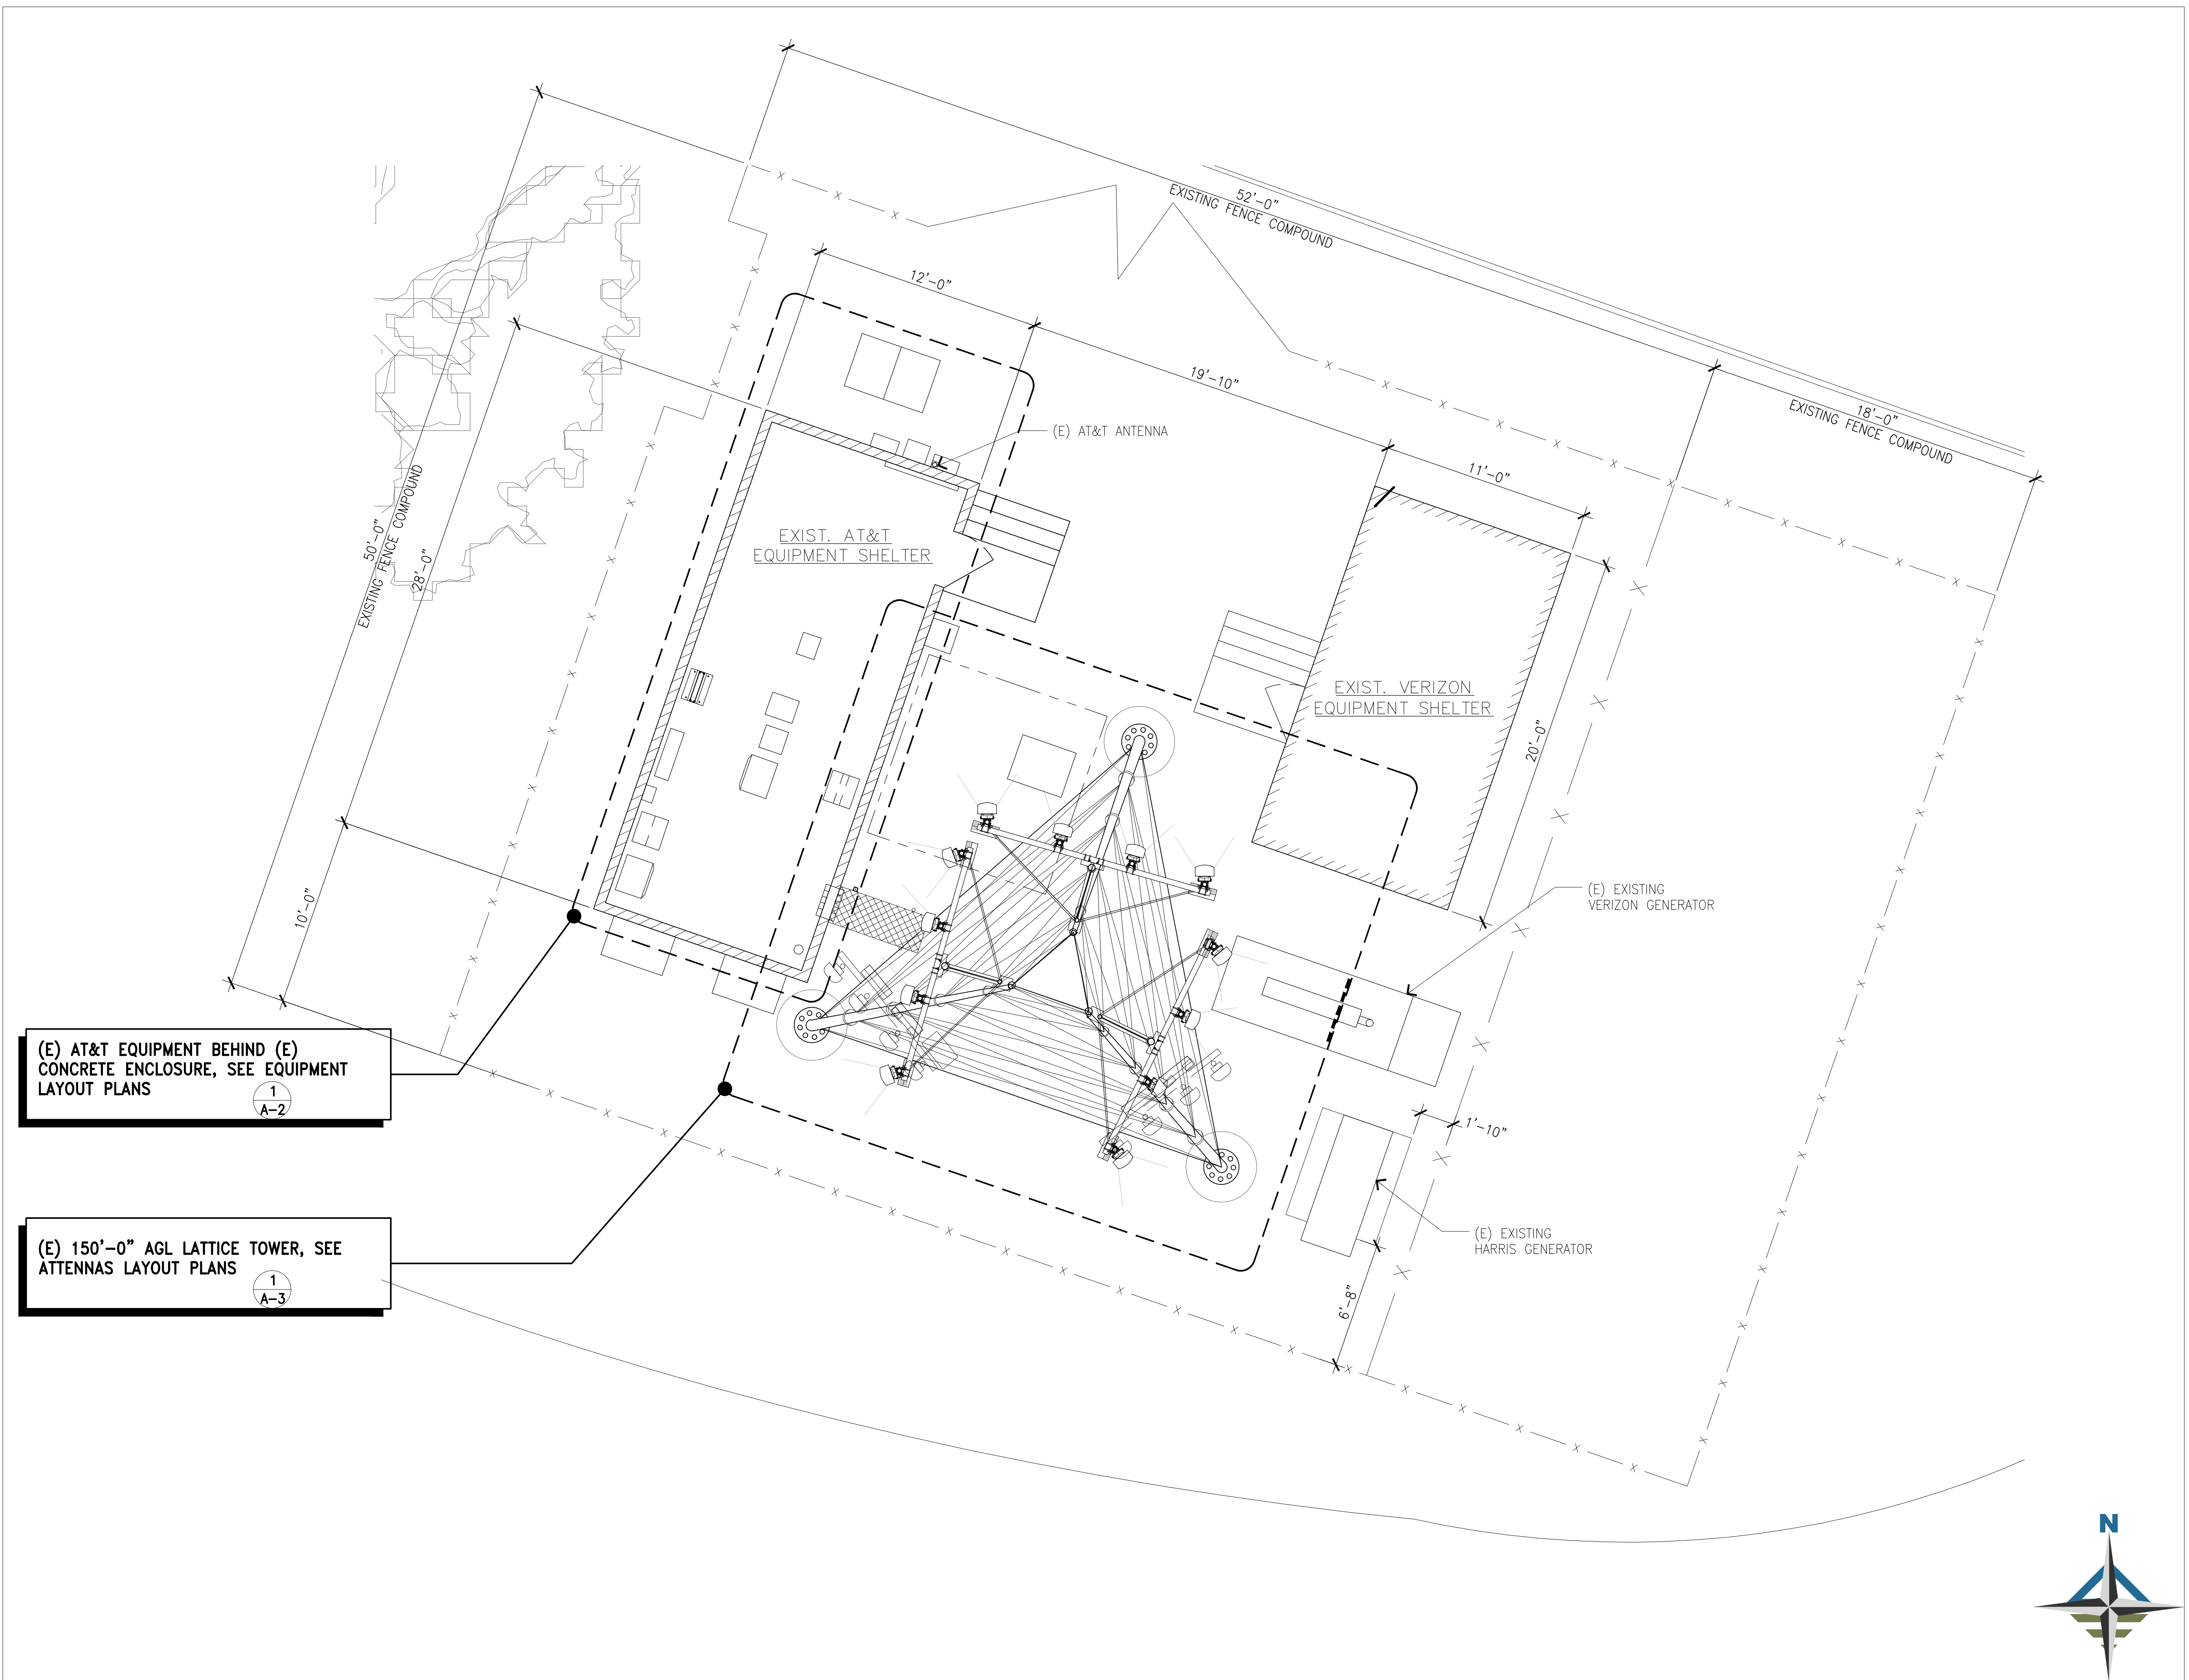 52'-0"
EXISTING FENCE COMPOUND
18'-0"
EXISTING FENCE COMPOUND
12'-0"
19'-10"
11'-0"
(E) AT&T ANTENNA
50'-0"
EXISTING FENCE COMPOUND
28'-0"
EXIST. AT&T
EQUIPMENT SHELTER
EXIST. VERIZON
EQUIPMENT SHELTER
20'-0"
10'-0"
(E) EXISTING
VERIZON GENERATOR
(E) AT&T EQUIPMENT BEHIND (E)
CONCRETE ENCLOSURE, SEE EQUIPMENT
LAYOUT PLANS
1
A-2
1'-10"
(E) 150'-0" AGL LATTICE TOWER, SEE
ATTENNAS LAYOUT PLANS
1
A-3
(E) EXISTING
HARRIS GENERATOR
6'-8"
N